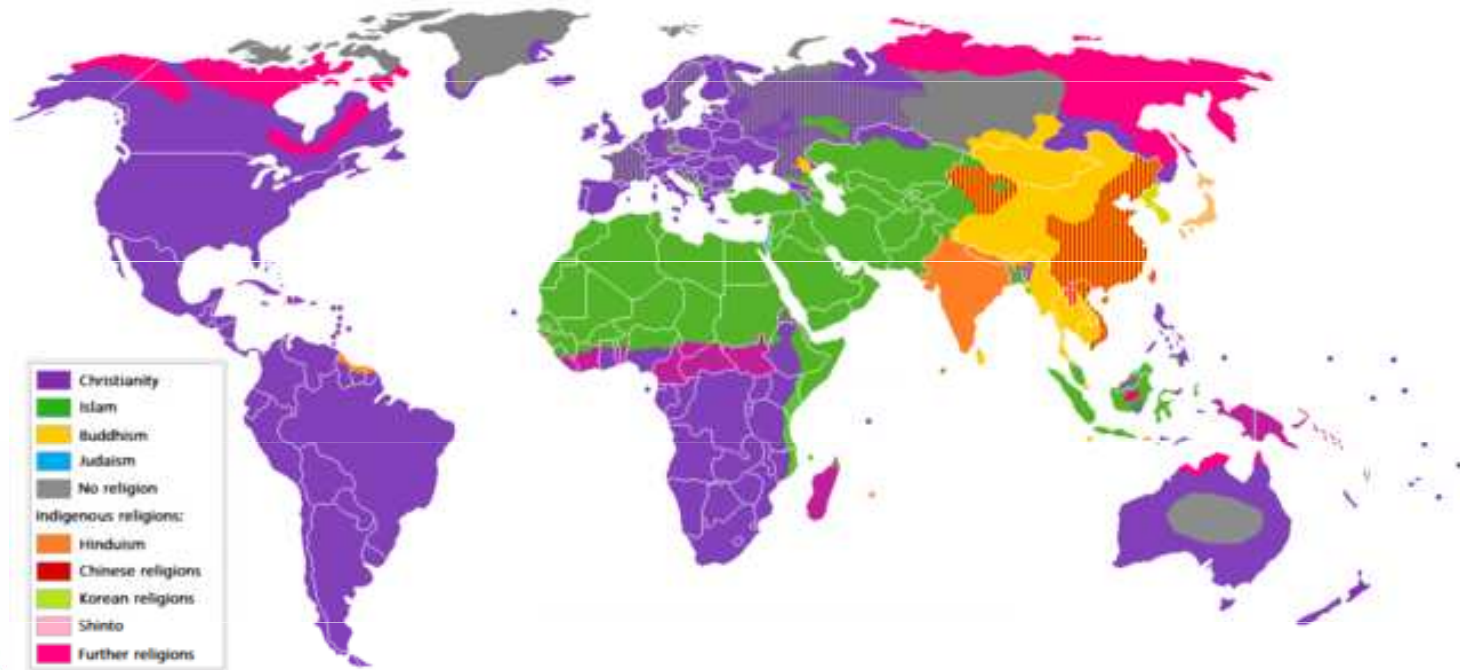 Christianity
Islam
Buddhism
Judaism
No religion
Indigenous religions:
Hinduism
Chinese religions
Korean religions
Shinto
Further religions